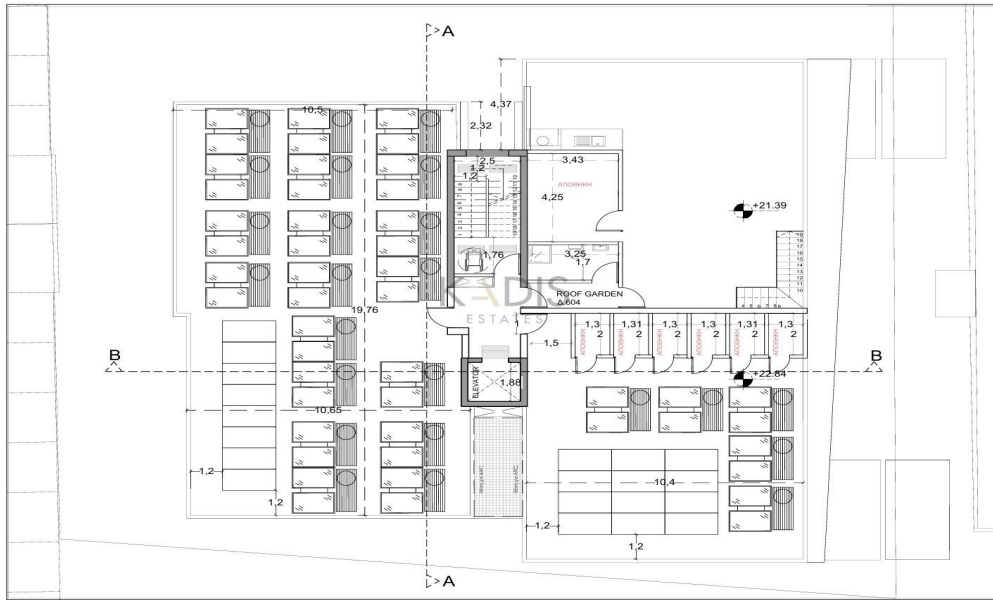 A
4,37
10,5
2,32
2,5
1,2
1,2
3,43
ΑΠΟΘΗΚΗ
4,25
+21.39
1,76
3,25
1,7
KADIS
ESTATES
ROOF GARDEN
Δ.604
19,76
1,3
1,31
1,3
1,3
1,31
1,3
2
2
2
2
2
2
ΑΠΟΘΗΚΗ
ΑΠΟΘΗΚΗ
ΑΠΟΘΗΚΗ
ΑΠΟΘΗΚΗ
ΑΠΟΘΗΚΗ
ΑΠΟΘΗΚΗ
1,5
B
B
+22.84
ELEVATOR
1,88
10,65
1,2
1,2
10,4
1,2
1,2
A